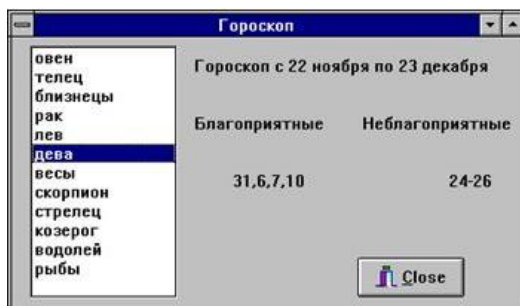 Гороскоп
овен
телец
близнецы
рак
лев
дева
весы
скорпион
стрелец
козерог
водолей
рыбы
Гороскоп с 22 ноября по 23 декабря
Благоприятные Неблагоприятные
31,6,7,10 24-26
Close